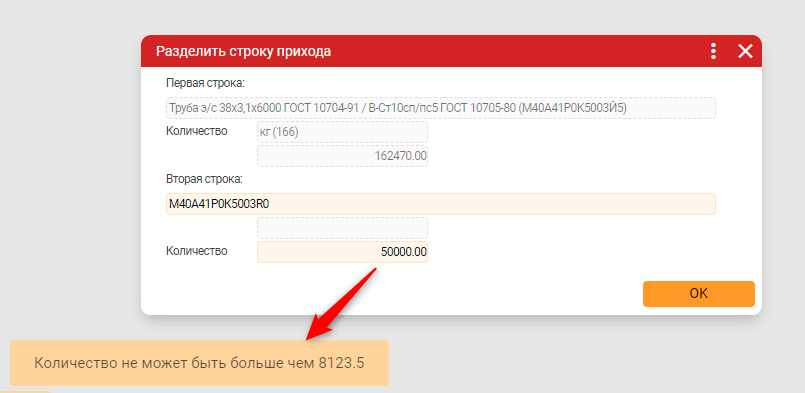 Разделить строку прихода
Первая строка:
Труба э/с 38х3,1х6000 ГОСТ 10704-91 / В-Ст10сп/пс5 ГОСТ 10705-80 (М40А41Р0К5003Й5)
Количество кг (166)
162470.00
Вторая строка:
М40А41Р0К5003R0
Количество 50000.00
ОК
Количество не может быть больше чем 8123.5